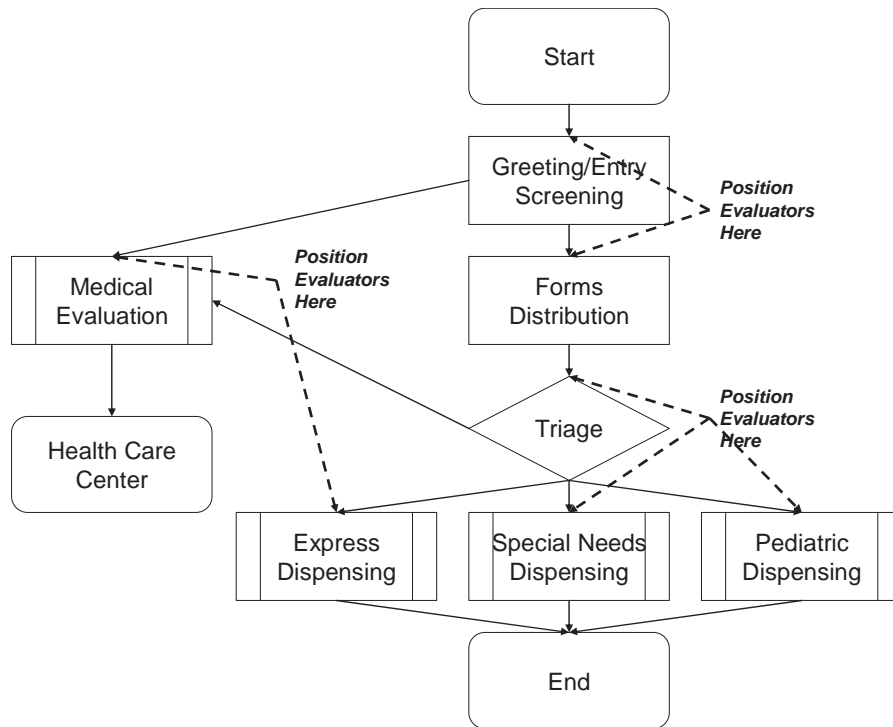 Start
Greeting/Entry
Screening
Position
Evaluators
Here
Position
Evaluators
Here
Medical
Evaluation
Forms
Distribution
Position
Evaluators
Here
Triage
Health Care
Center
Express
Dispensing
Special Needs
Dispensing
Pediatric
Dispensing
End